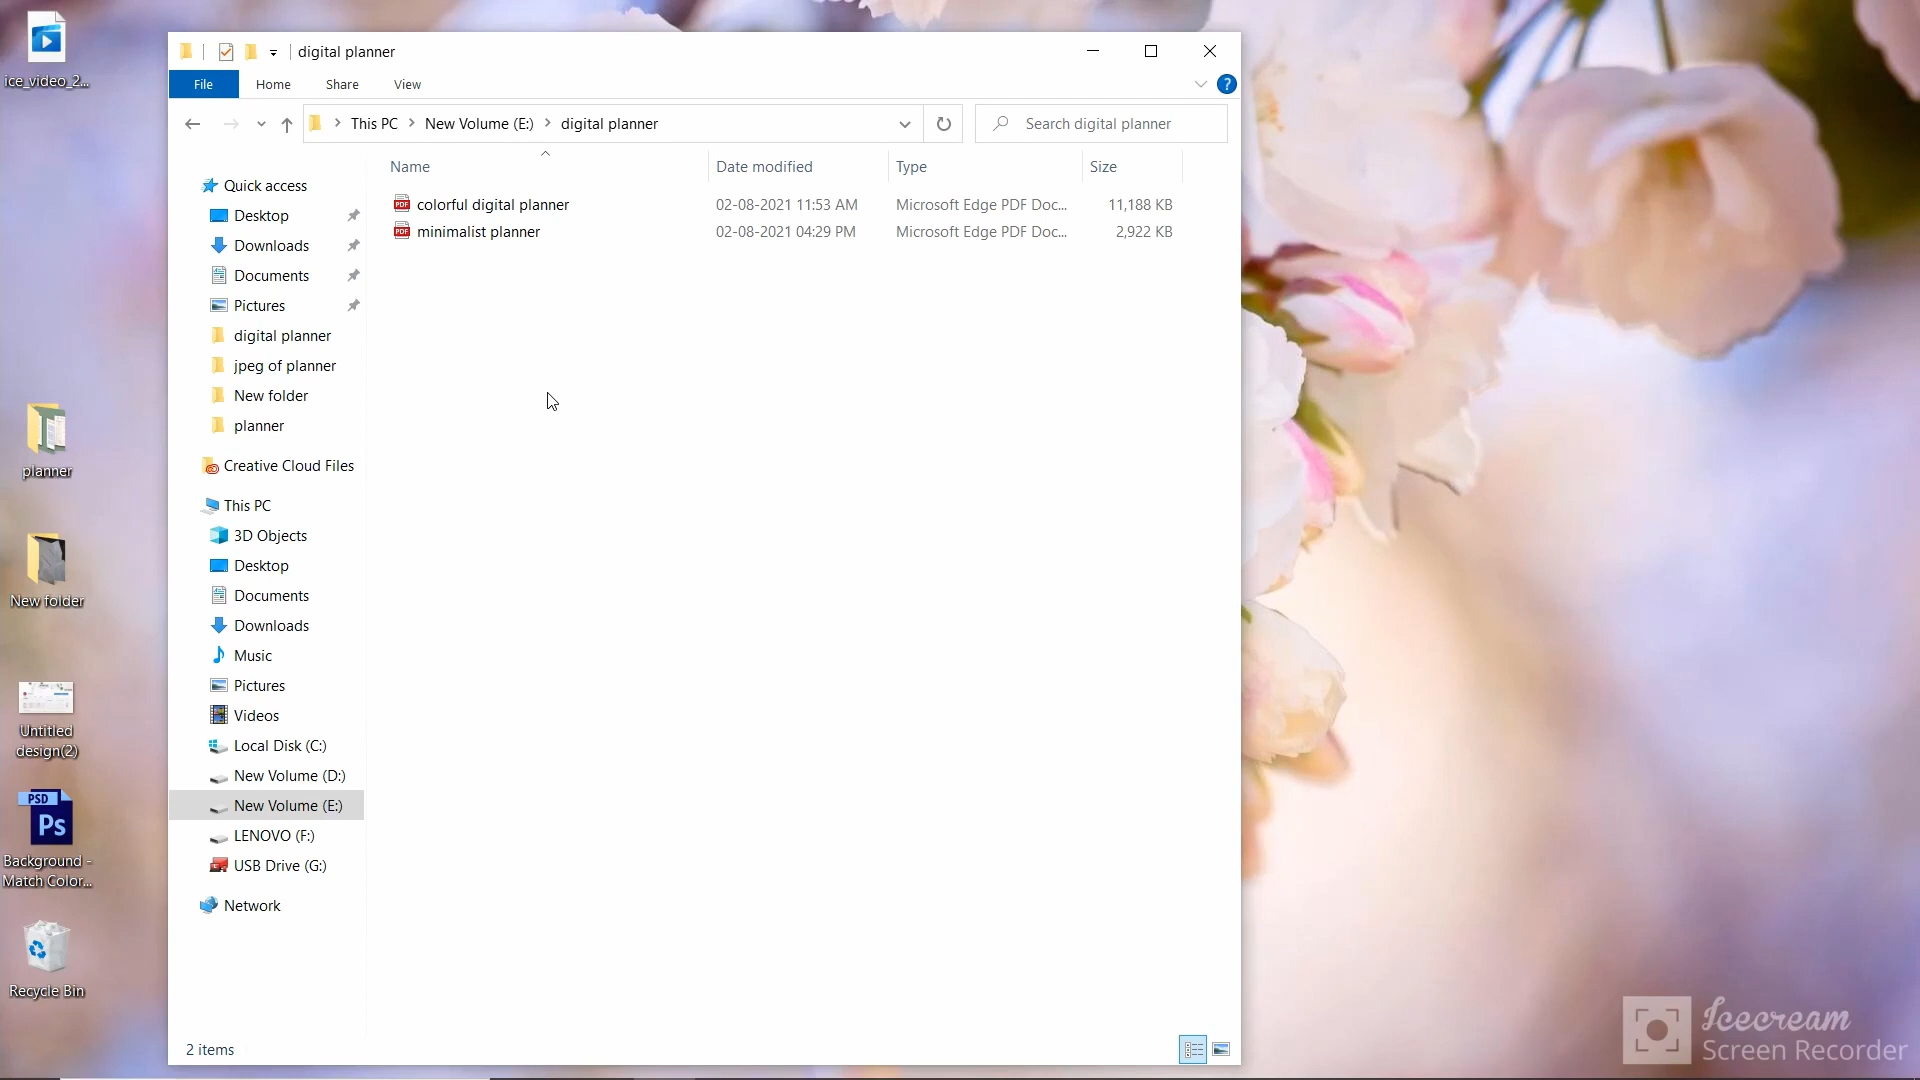 ice_video_2...
planner
New folder
Untitled
design(2)
PSD
Ps
Background -
Match Color...
Recycle Bin
digital planner
File Home Share View
?
This PC New Volume (E:) digital planner
Search digital planner
Name Date modified Type Size
PDF colorful digital planner 02-08-2021 11:53 AM Microsoft Edge PDF Doc... 11,188 KB
PDF minimalist planner 02-08-2021 04:29 PM Microsoft Edge PDF Doc... 2,922 KB
Quick access
Desktop
Downloads
Documents
Pictures
digital planner
jpeg of planner
New folder
planner
Creative Cloud Files
This PC
3D Objects
Desktop
Documents
Downloads
Music
Pictures
Videos
Local Disk (C:)
New Volume (D:)
New Volume (E:)
LENOVO (F:)
USB Drive (G:)
Network
2 items
Icecream
Screen Recorder